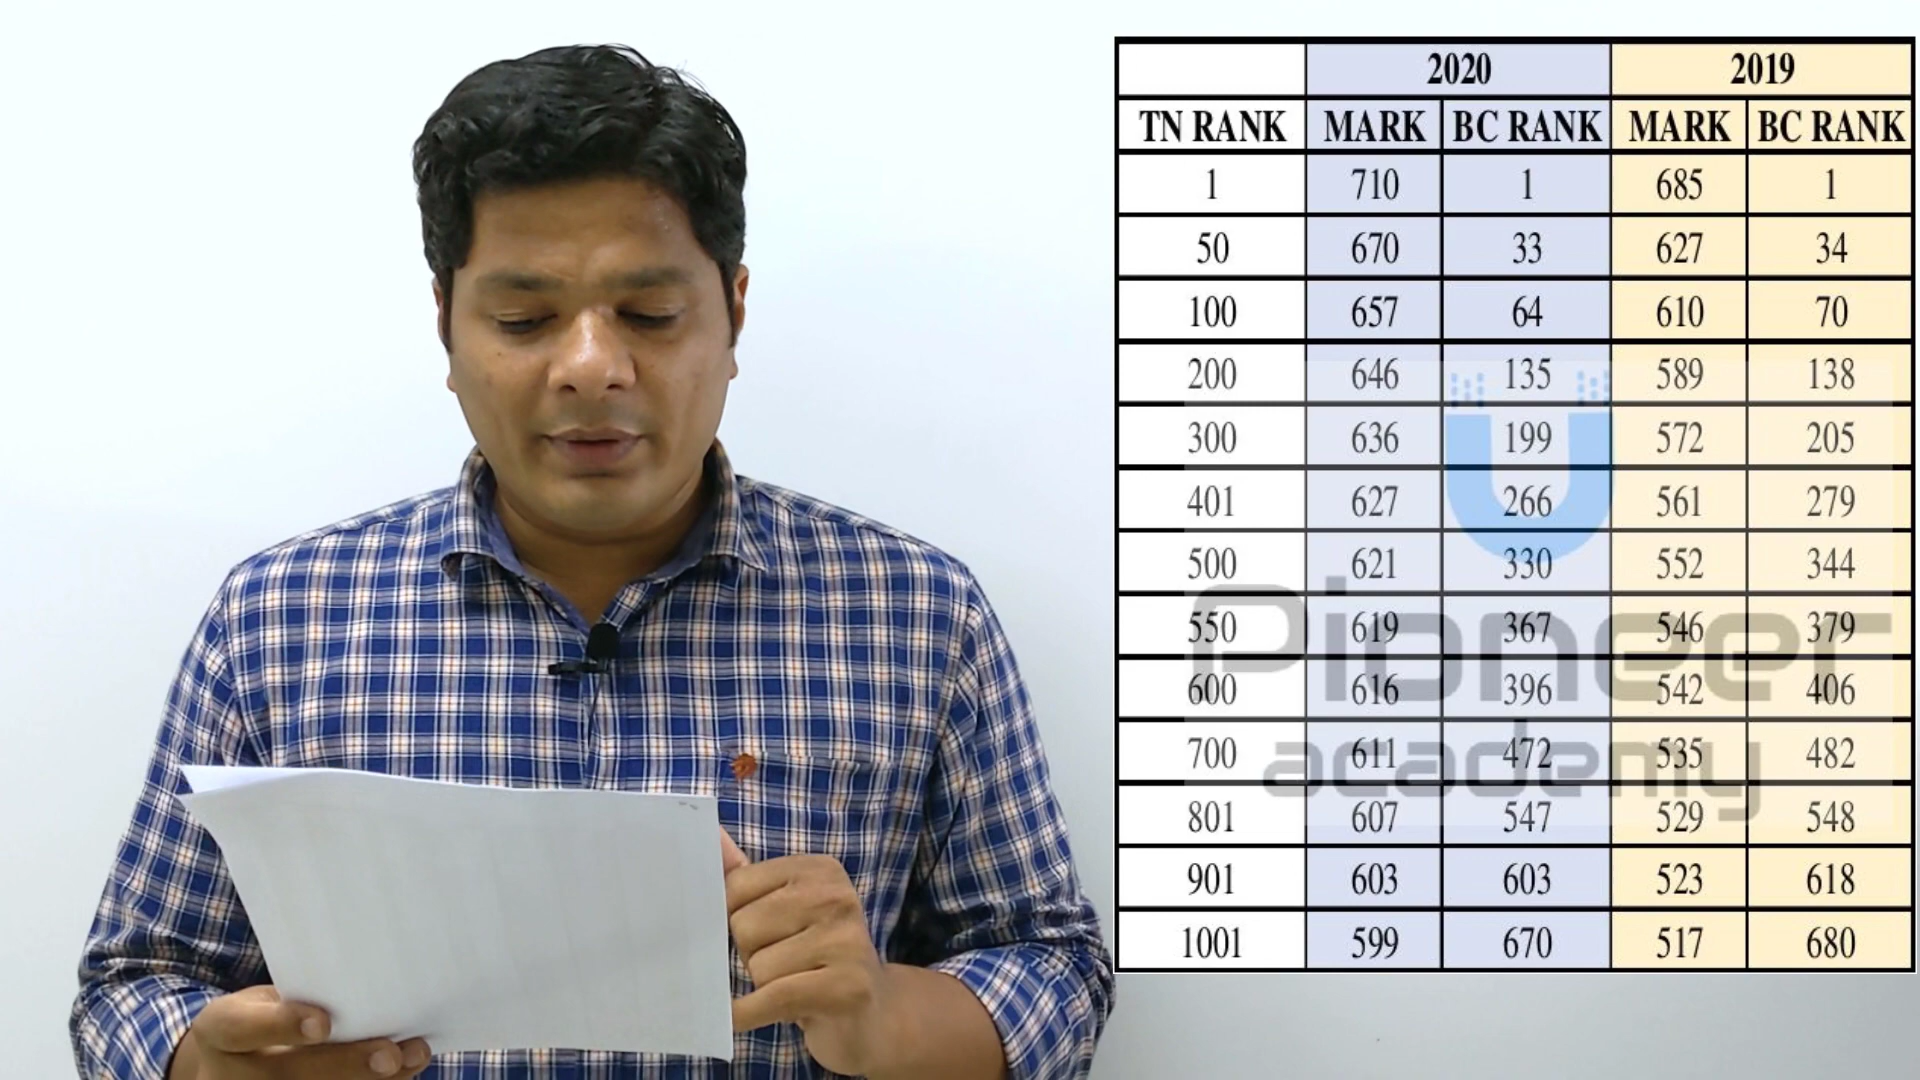 2020 2019
TN RANK MARK BC RANK MARK BC RANK
1 710 1 685 1
50 670 33 627 34
100 657 64 610 70
200 646 135 589 138
300 636 199 572 205
401 627 266 561 279
500 621 330 552 344
550 619 367 546 379
600 616 396 542 406
700 611 472 535 482
801 607 547 529 548
901 603 603 523 618
1001 599 670 517 680
Pioneer
academy